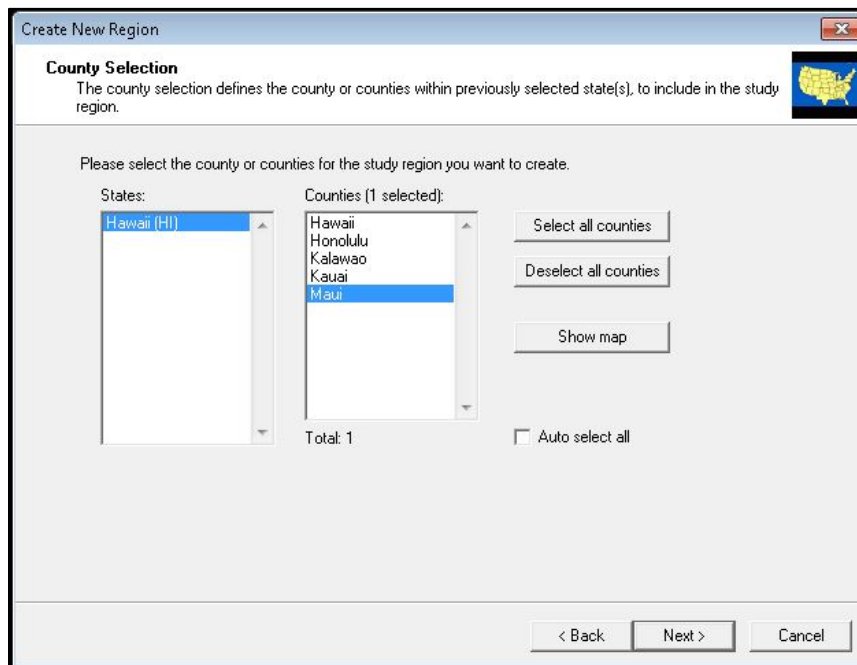 Create New Region
County Selection
The county selection defines the county or counties within previously selected state(s), to include in the study
region.
Please select the county or counties for the study region you want to create.
States:
Counties (1 selected):
Hawaii (HI)
Hawaii
Honolulu
Kalawao
Kauai
Maui
Select all counties
Deselect all counties
Show map
Total: 1
Auto select all
< Back
Next >
Cancel